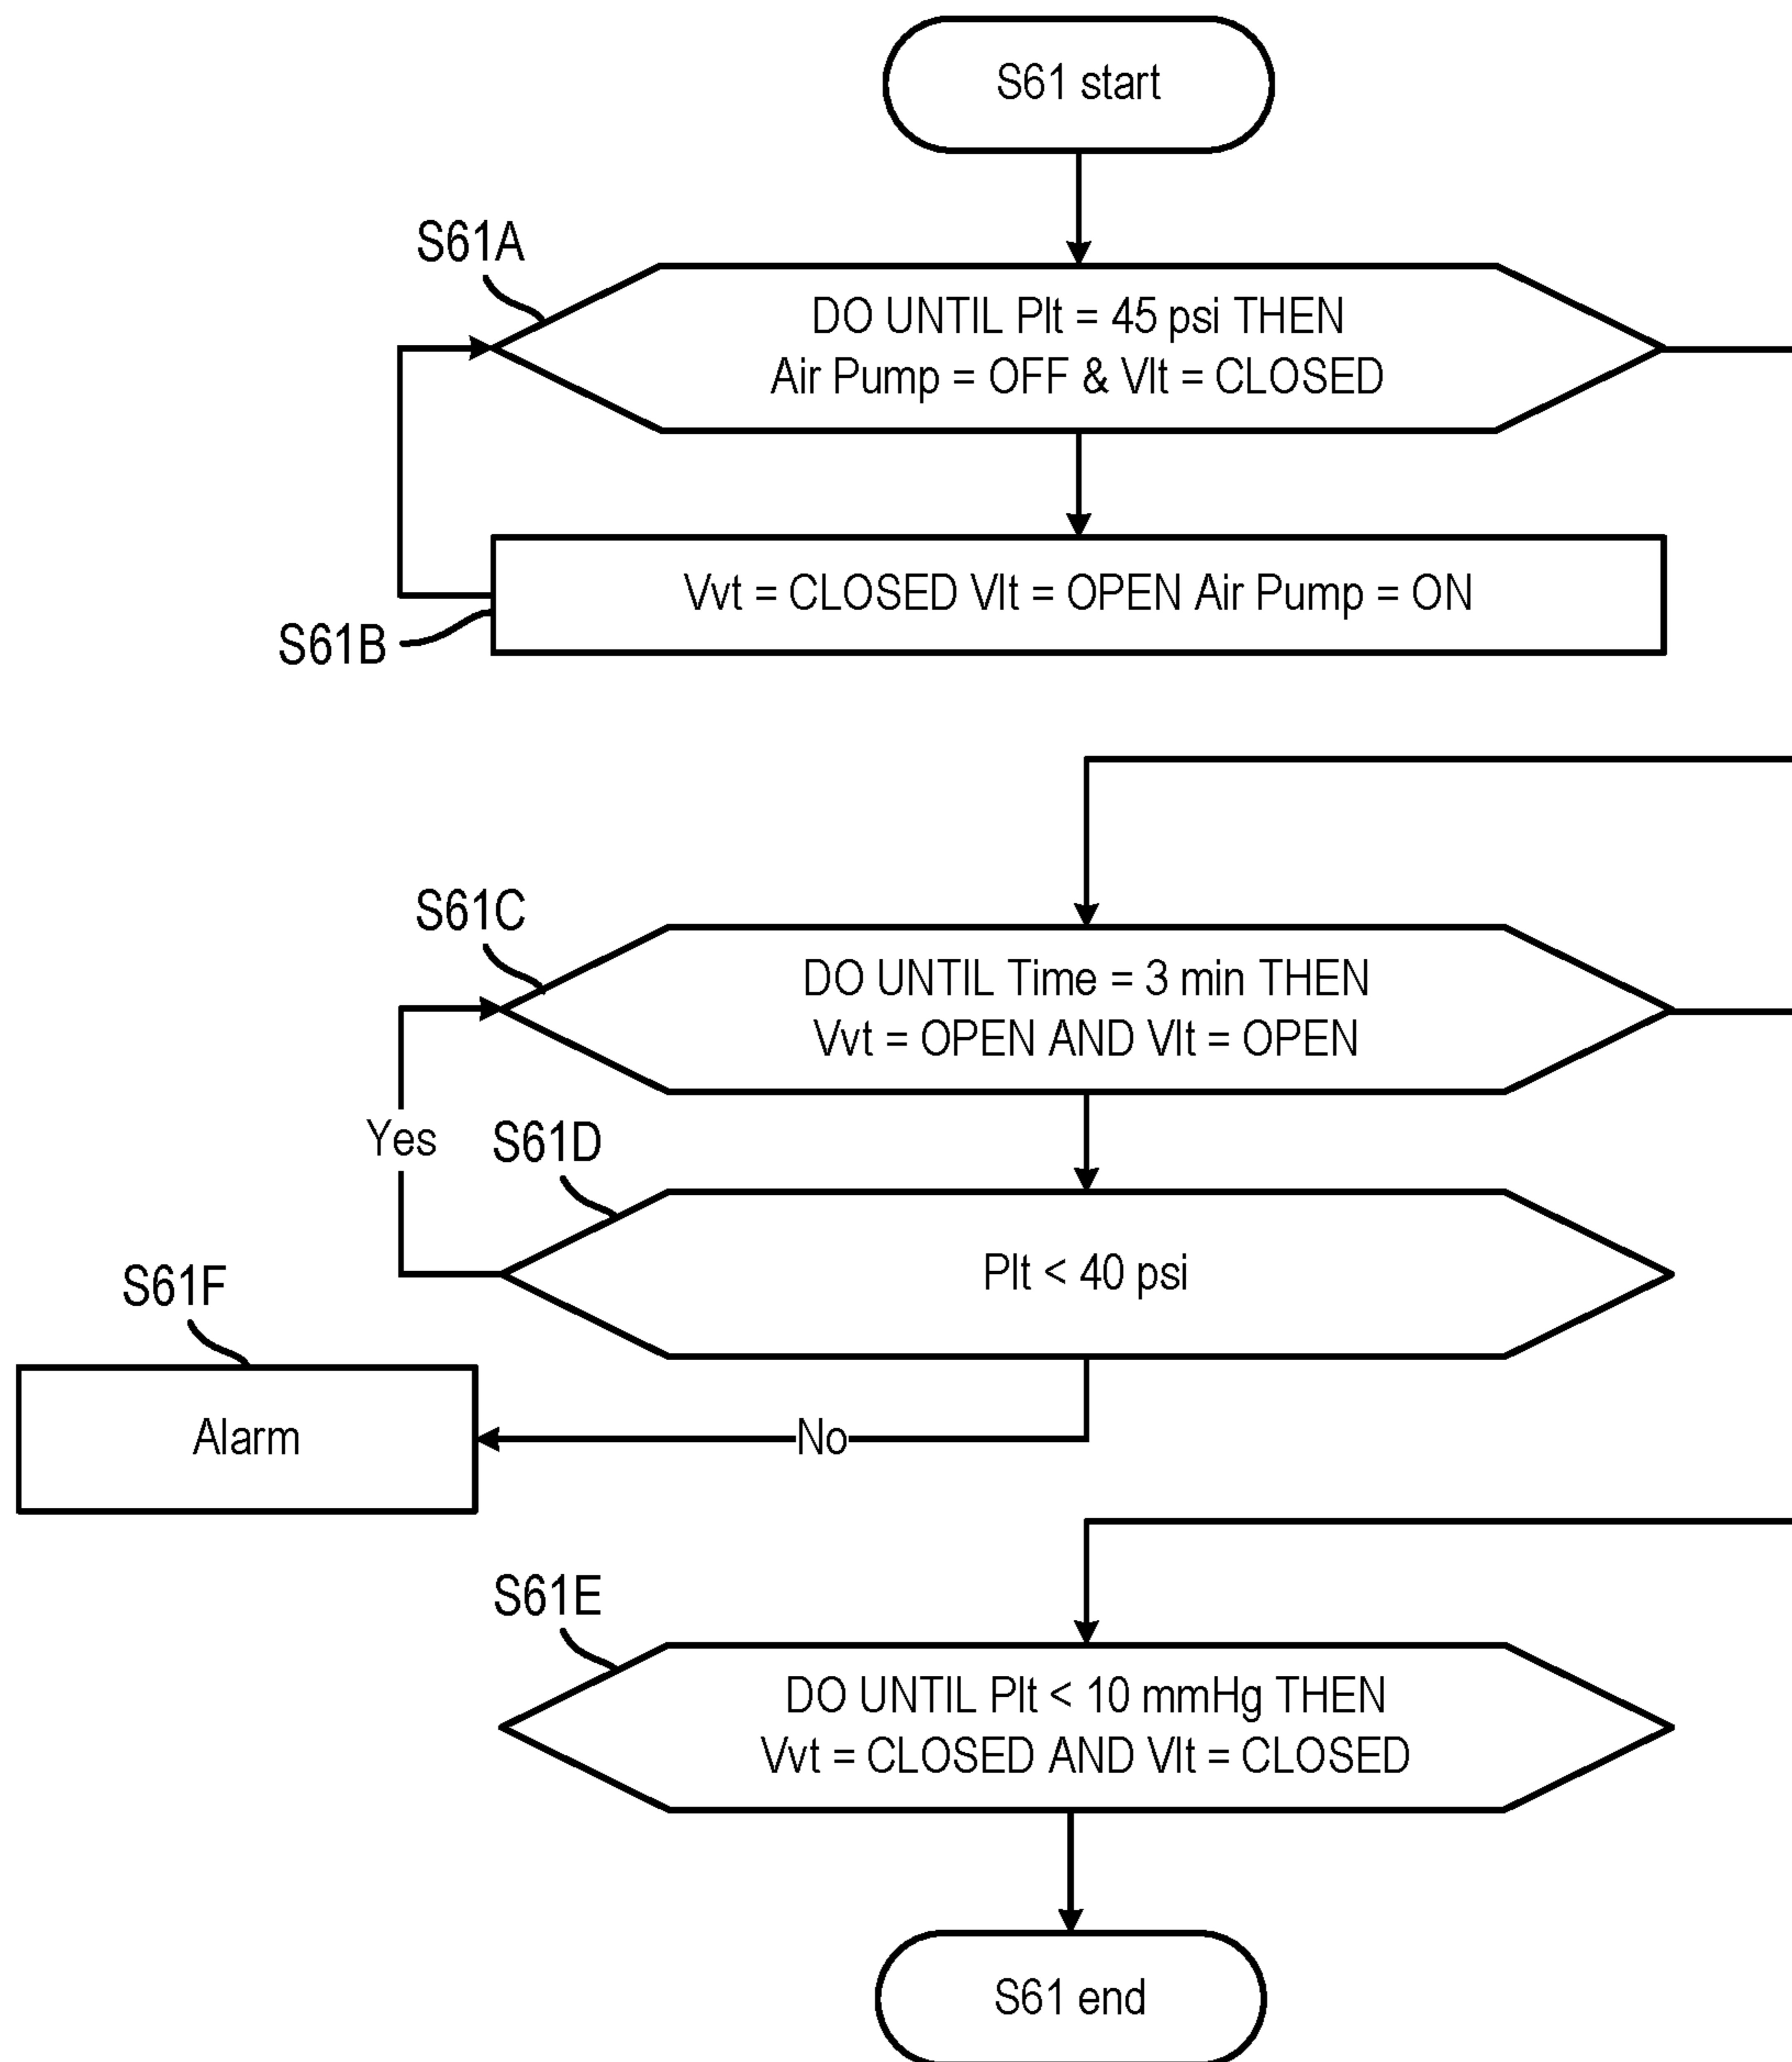 S61 start
S61A
DO UNTIL Plt = 45 psi THEN
Air Pump = OFF & Vlt = CLOSED
Vvt = CLOSED Vlt = OPEN Air Pump = ON
S61B
S61C
DO UNTIL Time = 3 min THEN
Vvt = OPEN AND Vlt = OPEN
Yes
S61D
Plt < 40 psi
S61F
Alarm
No
S61E
DO UNTIL Plt < 10 mmHg THEN
Vvt = CLOSED AND Vlt = CLOSED
S61 end